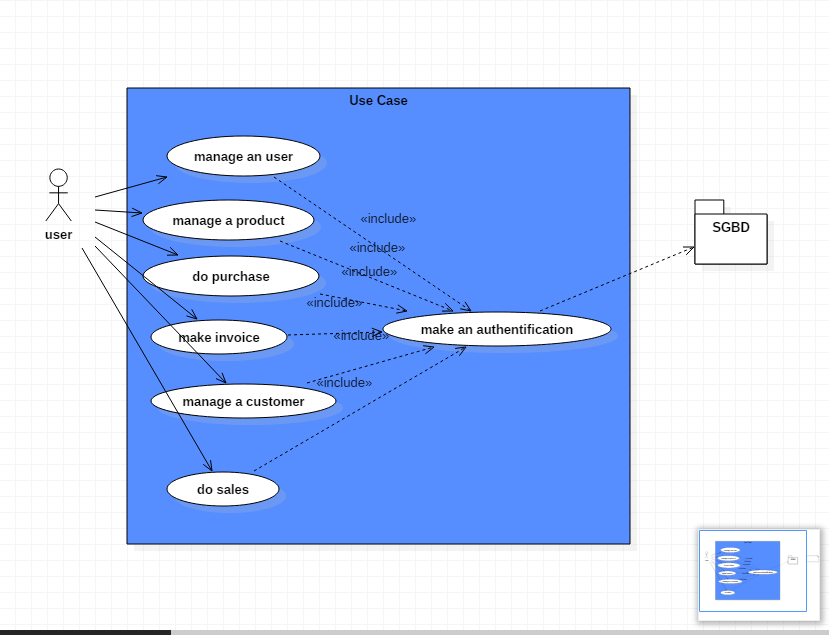 Use Case
manage an user
manage a product
do purchase
make invoice
manage a customer
do sales
«include»
«include»
«include»
«include»
«include»
«include»
make an authentification
user
SGBD